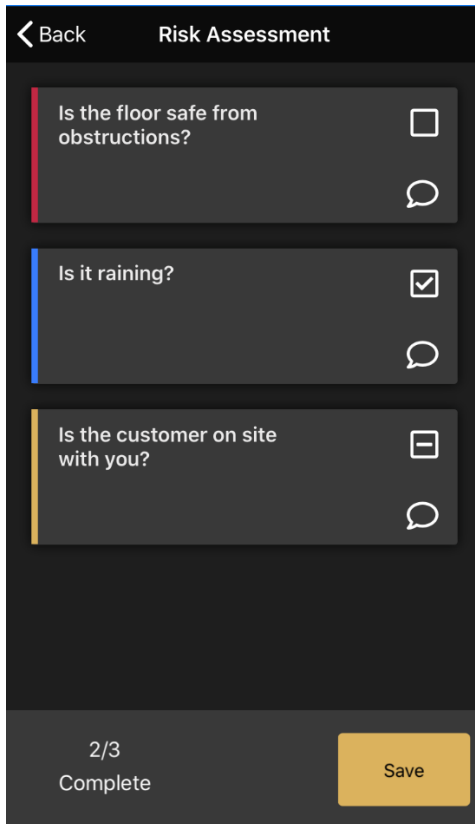 Back
Risk Assessment
Is the floor safe from
obstructions?
Is it raining?
Is the customer on site
with you?
2/3
Complete
Save